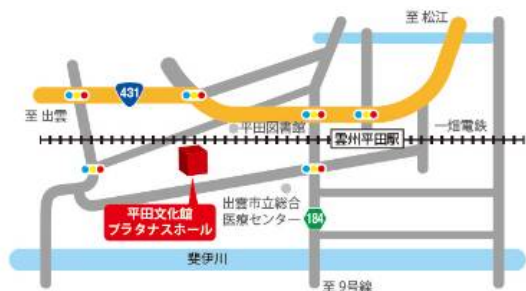 至 松江
431
至 出雲
平田図書館
雲州平田駅
一畑電鉄
平田文化館
プラタナスホール
出雲市立総合
医療センター
184
斐伊川
至 9号線